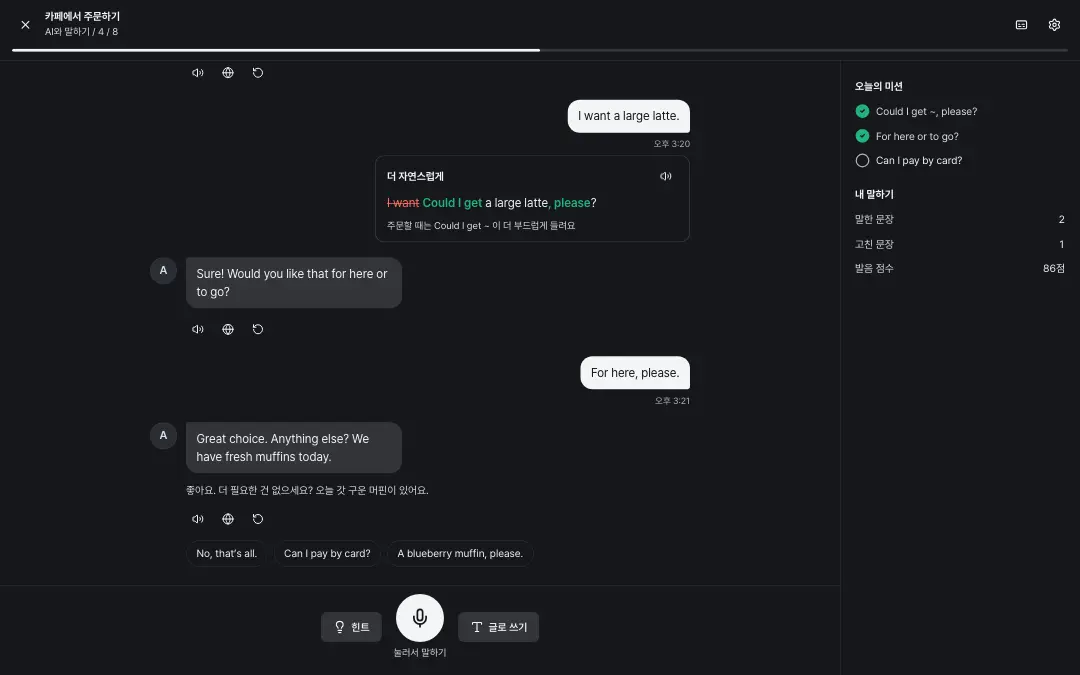 카페에서 주문하기
AI와 말하기 / 4 / 8
I want a large latte.
오후 3:20
더 자연스럽게
I want Could I get a large latte, please?
주문할 때는 Could I get ~ 이 더 부드럽게 들려요
A
Sure! Would you like that for here or
to go?
For here, please.
오후 3:21
A
Great choice. Anything else? We
have fresh muffins today.
좋아요. 더 필요한 건 없으세요? 오늘 갓 구운 머핀이 있어요.
No, that's all.
Can I pay by card?
A blueberry muffin, please.
힌트
눌러서 말하기
글로 쓰기
오늘의 미션
Could I get ~, please?
For here or to go?
Can I pay by card?
내 말하기
말한 문장 2
고친 문장 1
발음 점수 86점